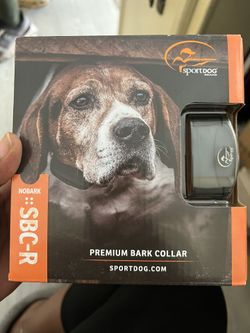 SPORTDOG
BRAND
NOBARK
SBC-R
PREMIUM BARK COLLAR
SPORTDOG.COM